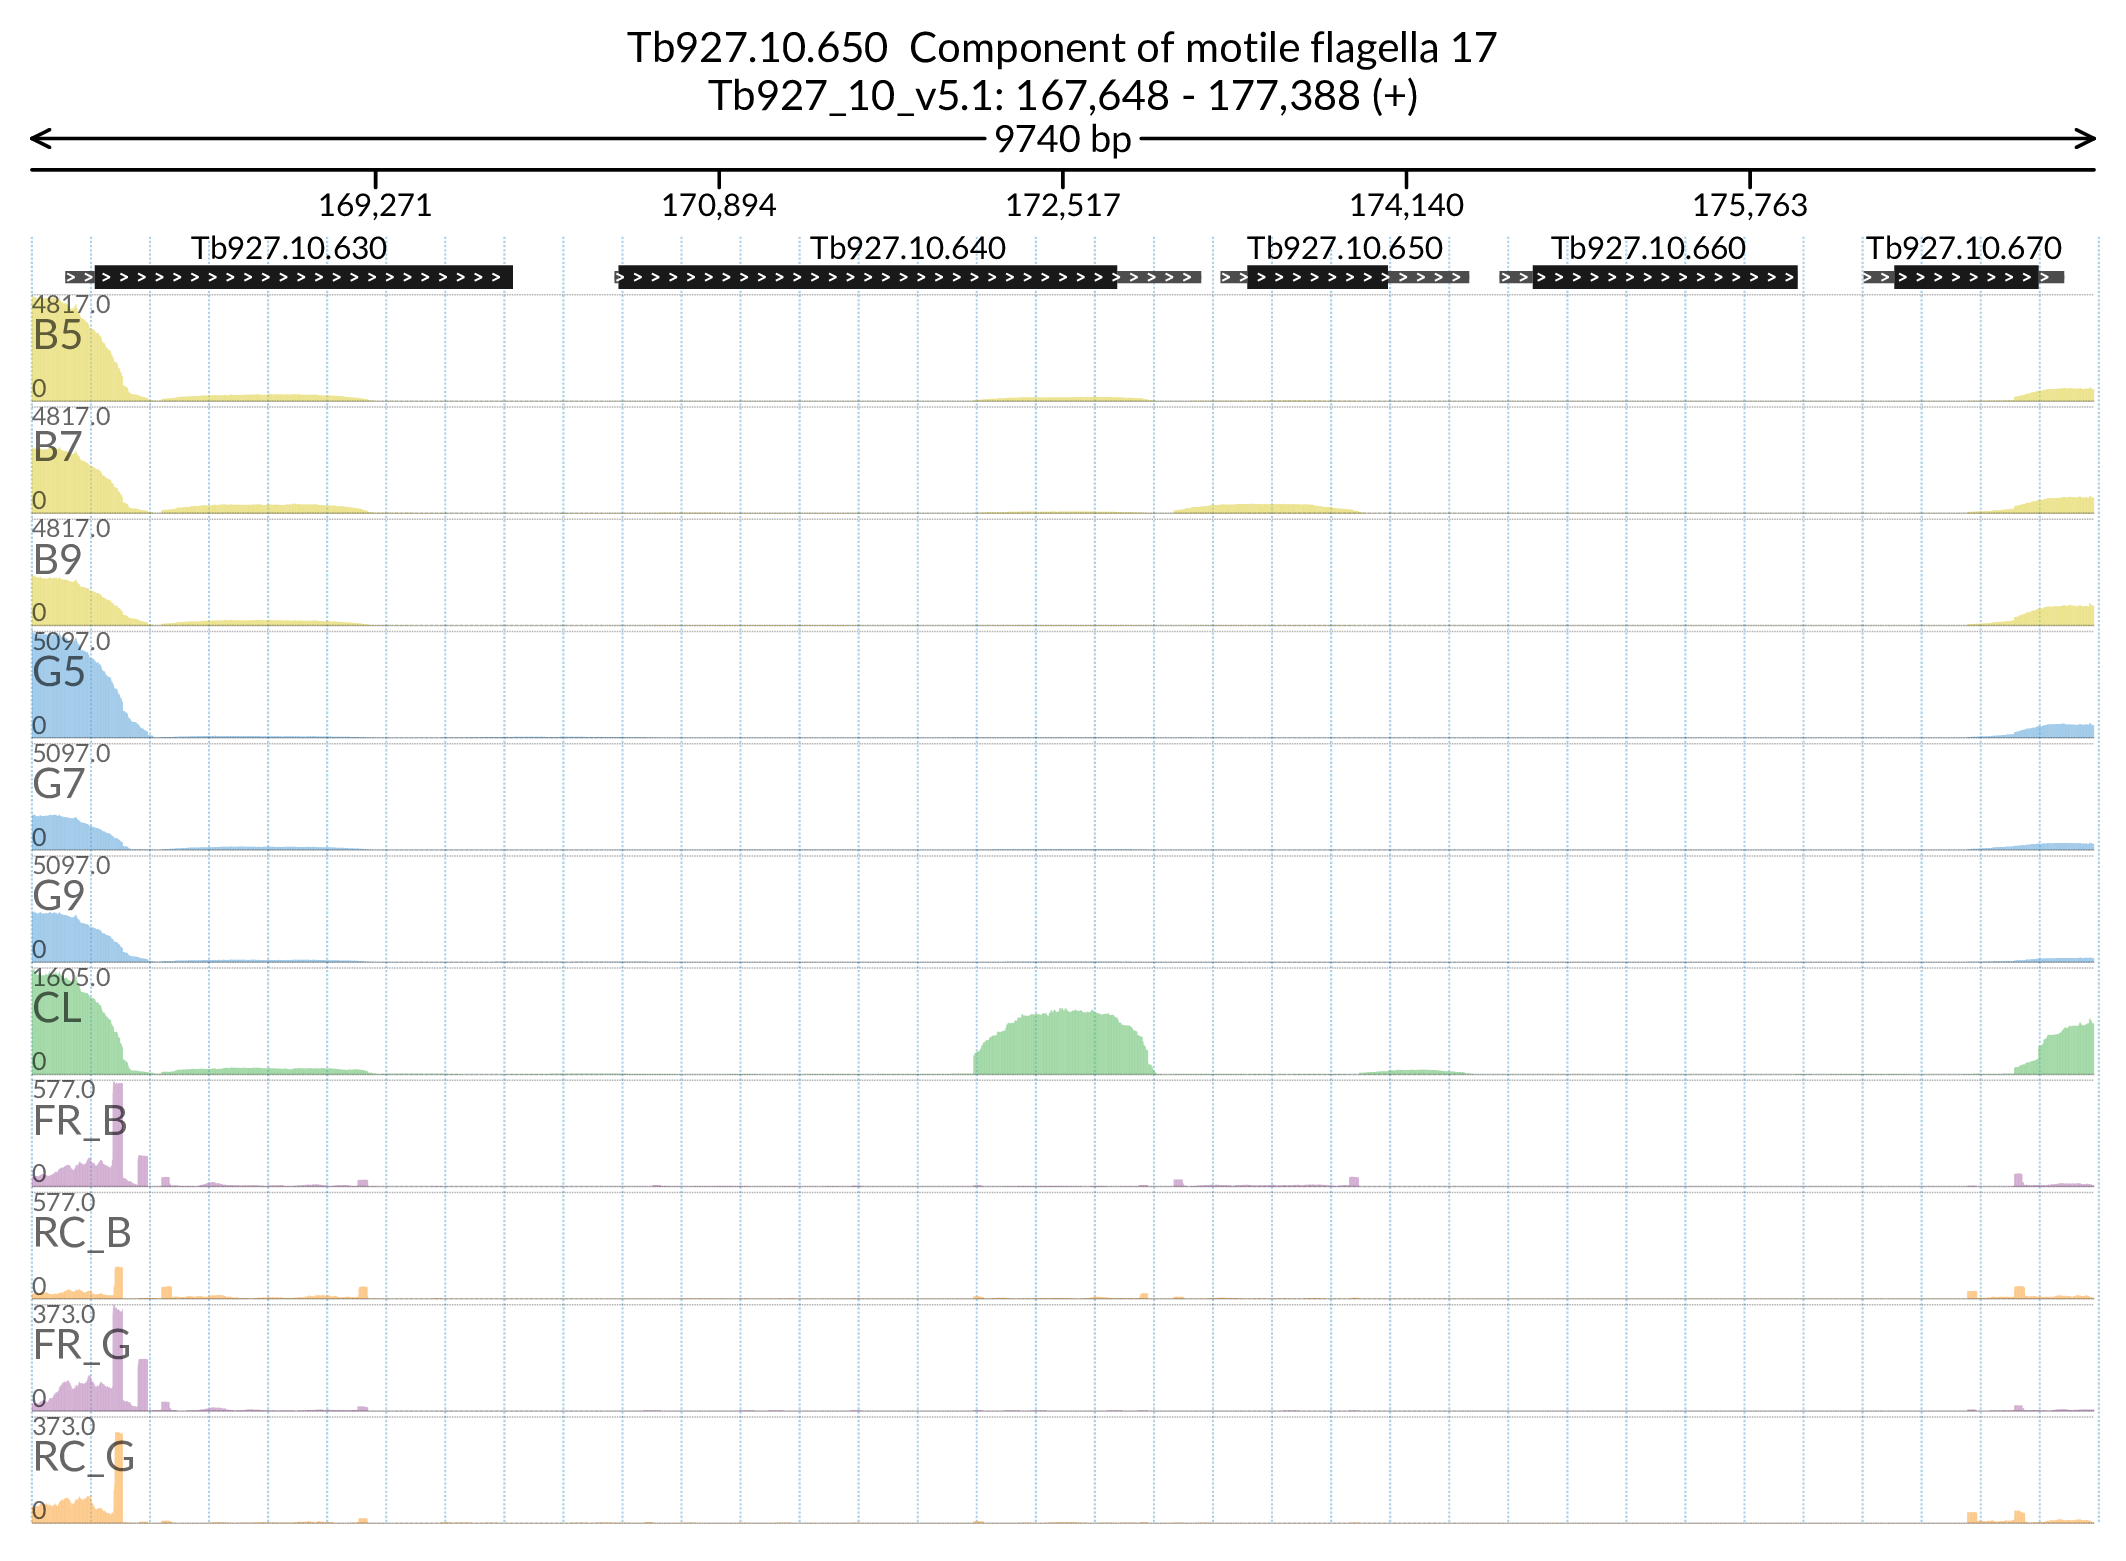 Tb927.10.650  Component of motile flagella 17
Tb927_10_v5.1: 167,648 - 177,388 (+)
9740 bp
169,271 170,894 172,517 174,140 175,763
Tb927.10.630 Tb927.10.640 Tb927.10.650 Tb927.10.660 Tb927.10.670
4817.0
B5
0
4817.0
B7
0
4817.0
B9
0
5097.0
G5
0
5097.0
G7
0
5097.0
G9
0
1605.0
CL
0
577.0
FR_B
0
577.0
RC_B
0
373.0
FR_G
0
373.0
RC_G
0